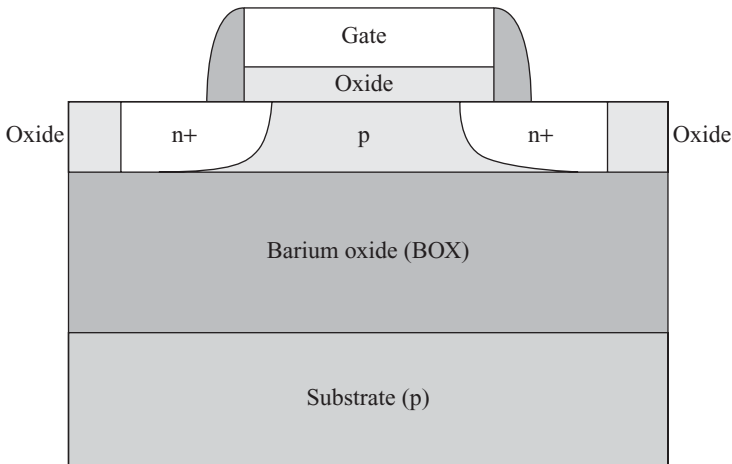 Gate
Oxide
Oxide
n+
p
n+
Oxide
Barium oxide (BOX)
Substrate (p)